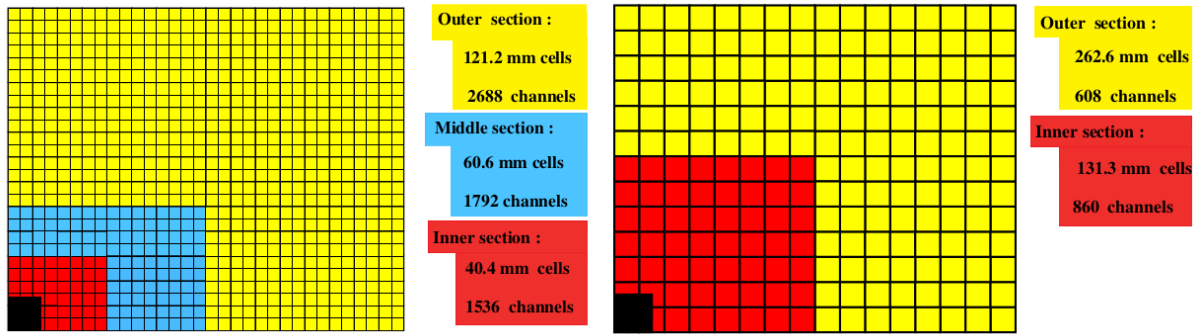 Outer section :
121.2 mm cells
2688 channels
Middle section :
60.6 mm cells
1792 channels
Inner section :
40.4 mm cells
1536 channels
Outer section :
262.6 mm cells
608 channels
Inner section :
131.3 mm cells
860 channels